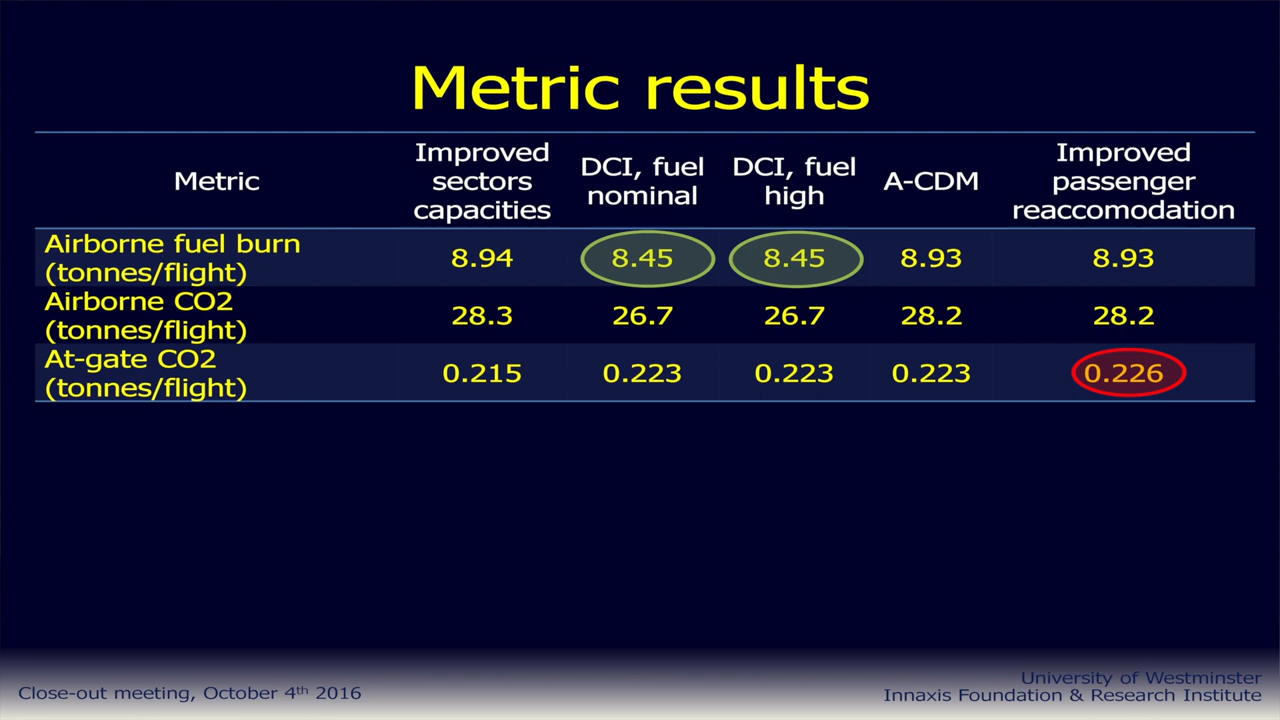 Metric results
Metric
Improved
sectors
capacities
DCI, fuel
nominal
DCI, fuel
high
A-CDM
Improved
passenger
reaccomodation
Airborne fuel burn
(tonnes/flight)
8.94
8.45
8.45
8.93
8.93
Airborne CO2
(tonnes/flight)
28.3
26.7
26.7
28.2
28.2
At-gate CO2
(tonnes/flight)
0.215
0.223
0.223
0.223
0.226
Close-out meeting, October 4th 2016
University of Westminster
Innaxis Foundation & Research Institute